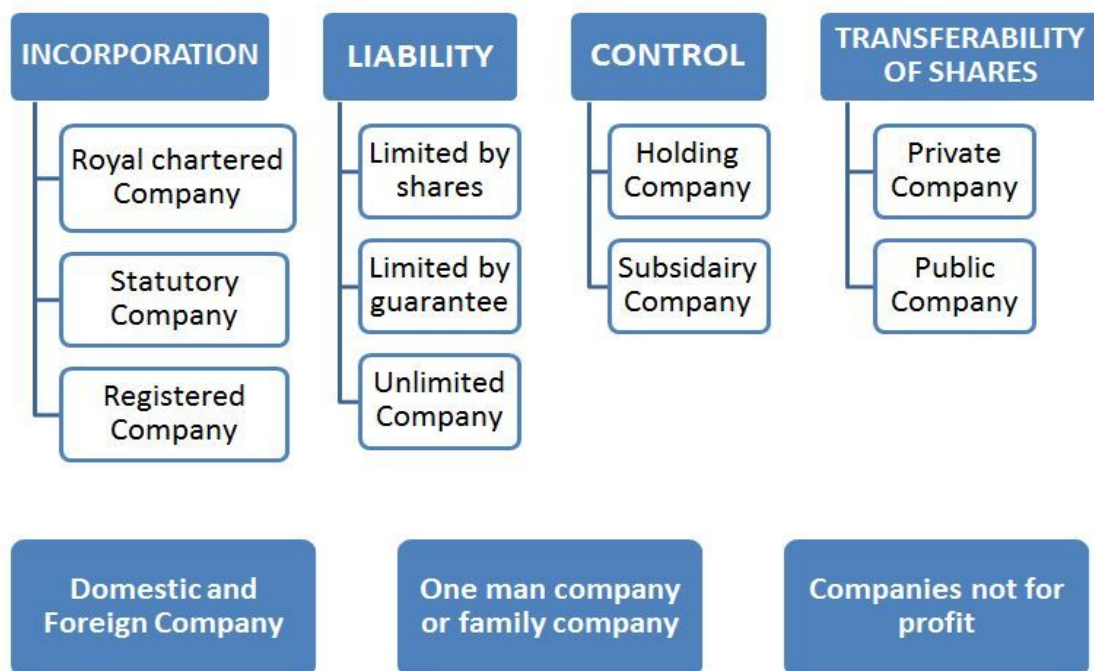 INCORPORATION
Royal chartered
Company
Statutory
Company
Registered
Company
LIABILITY
Limited by
shares
Limited by
guarantee
Unlimited
Company
CONTROL
Holding
Company
Subsidairy
Company
TRANSFERABILITY
OF SHARES
Private
Company
Public
Company
Domestic and
Foreign Company
One man company
or family company
Companies not for
profit